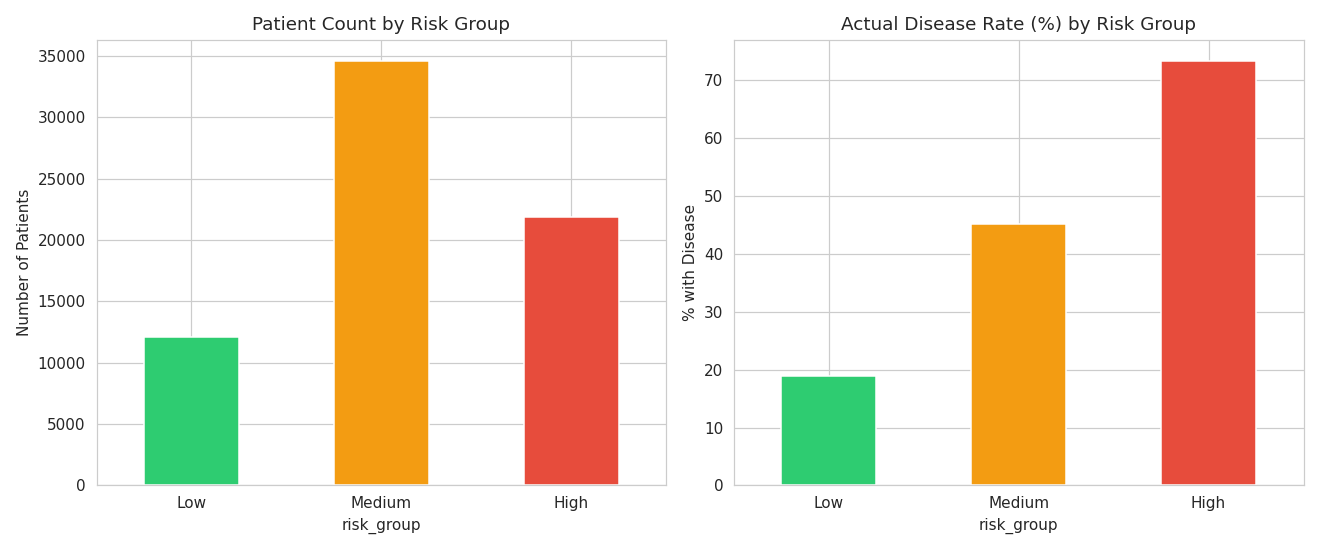 Patient Count by Risk Group
35000
30000
25000
20000
15000
10000
5000
0
Number of Patients
Low Medium High
risk_group
Actual Disease Rate (%) by Risk Group
70
60
50
40
30
20
10
0
% with Disease
Low Medium High
risk_group